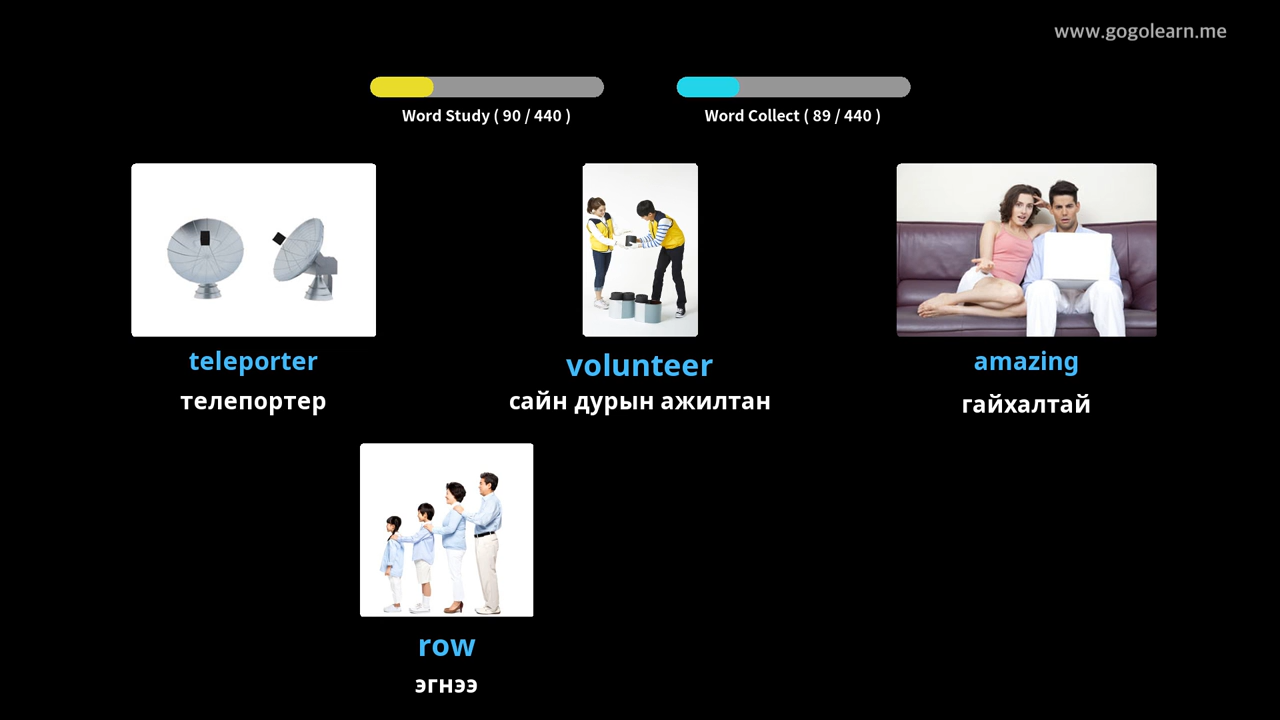 www.gogolearn.me
Word Study ( 90 / 440 )
Word Collect ( 89 / 440 )
teleporter
телепортер
volunteer
сайн дурын ажилтан
amazing
гайхалтай
row
эгнээ